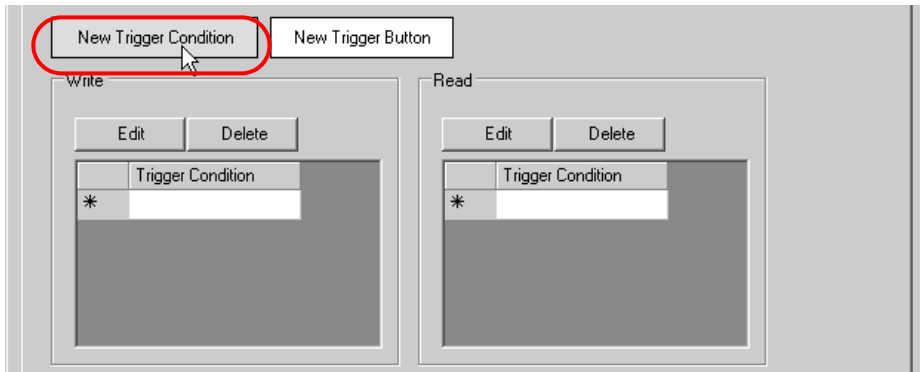 New Trigger Condition New Trigger Button
Write Read
Edit Delete Edit Delete
Trigger Condition Trigger Condition
* *